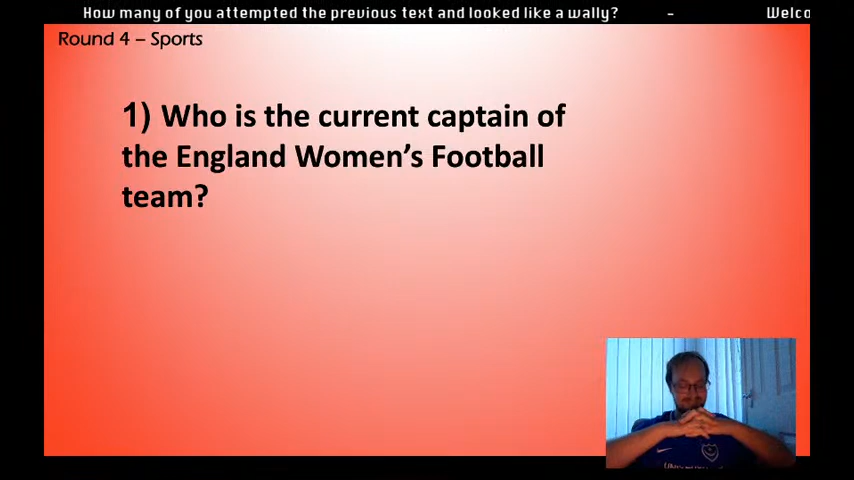 How many of you attempted the previous text and looked like a wally? - Welco
Round 4 – Sports
1) Who is the current captain of
the England Women's Football
team?